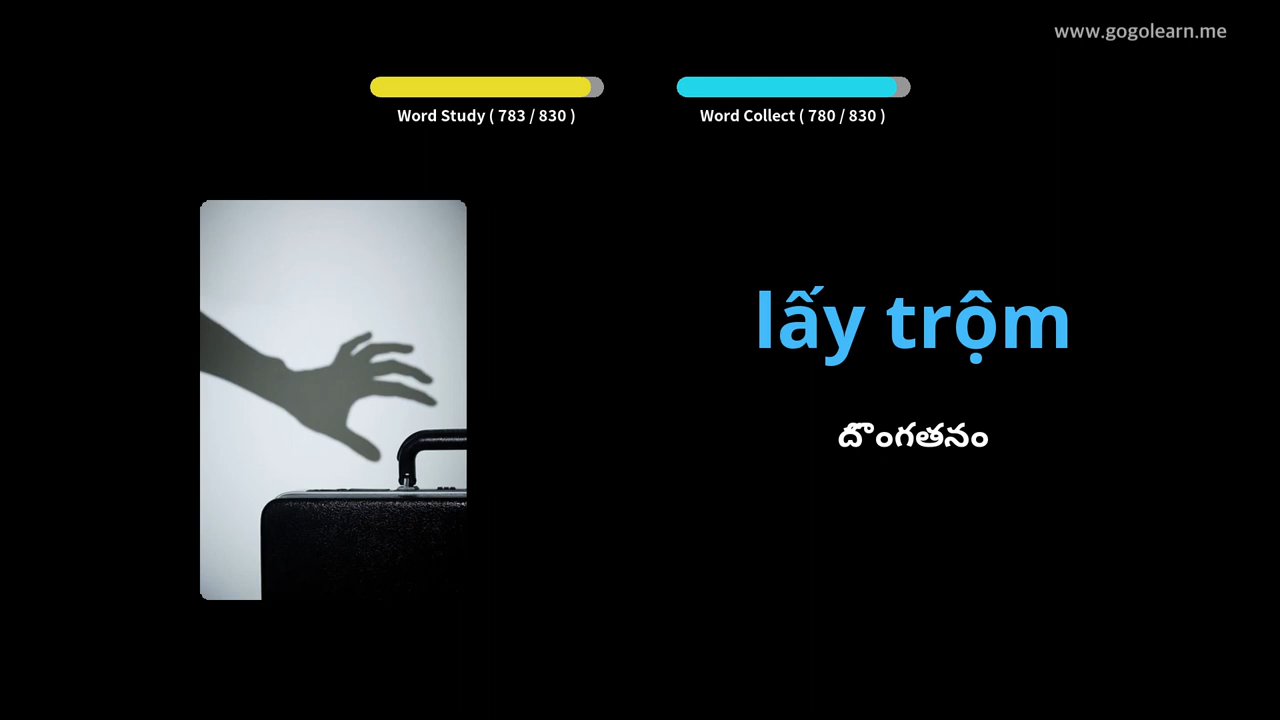 www.gogolearn.me
Word Study ( 783 / 830 )
Word Collect ( 780 / 830 )
lấy trộm
దొంగతనం